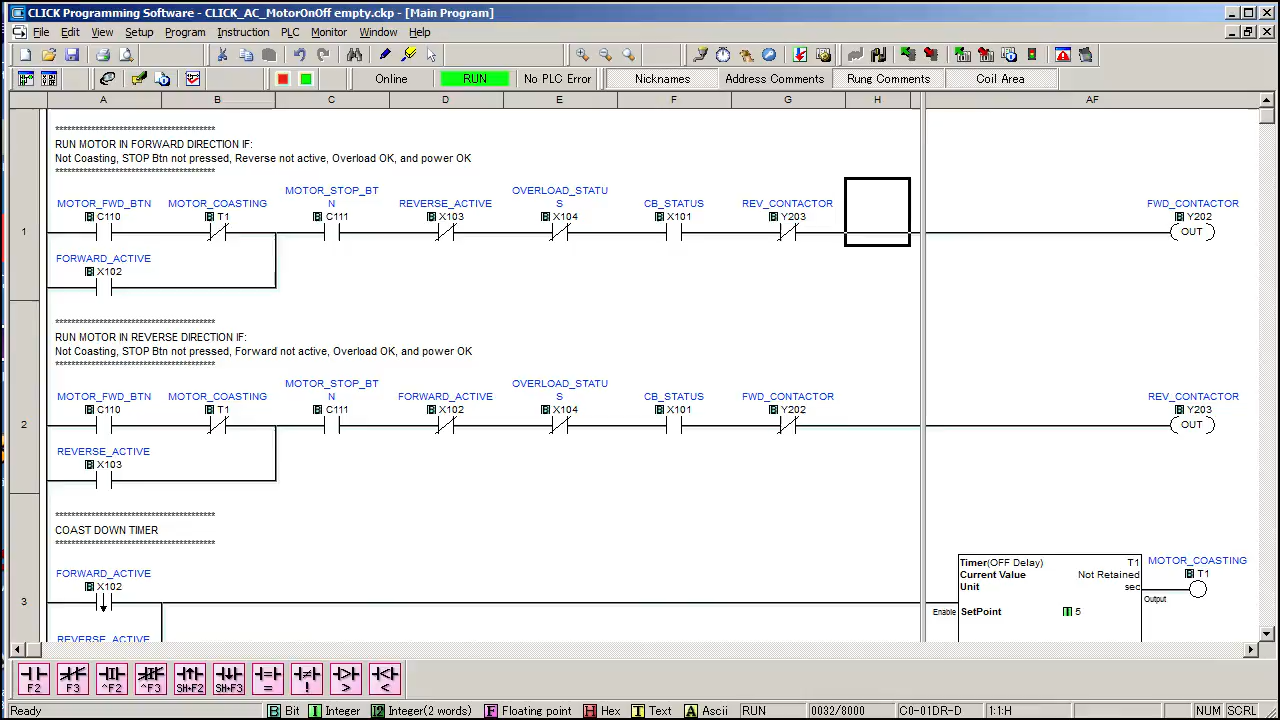 CLICK Programming Software - CLICK_AC_MotorOnOff empty.ckp - [Main Program]
File Edit View Setup Program Instruction PLC Monitor Window Help
Online RUN No PLC Error Nicknames Address Comments Rung Comments Coil Area
A B C D E F G H AF
****************************************
RUN MOTOR IN FORWARD DIRECTION IF:
Not Coasting, STOP Btn not pressed, Reverse not active, Overload OK, and power OK
****************************************
MOTOR_STOP_BT OVERLOAD_STATU
MOTOR_FWD_BTN MOTOR_COASTING N REVERSE_ACTIVE S CB_STATUS REV_CONTACTOR FWD_CONTACTOR
B C110 B T1 B C111 B X103 B X104 B X101 B Y203 B Y202
1 OUT
FORWARD_ACTIVE
B X102
****************************************
RUN MOTOR IN REVERSE DIRECTION IF:
Not Coasting, STOP Btn not pressed, Forward not active, Overload OK, and power OK
****************************************
MOTOR_STOP_BT OVERLOAD_STATU
MOTOR_FWD_BTN MOTOR_COASTING N FORWARD_ACTIVE S CB_STATUS FWD_CONTACTOR REV_CONTACTOR
B C110 B T1 B C111 B X102 B X104 B X101 B Y202 B Y203
2 OUT
REVERSE_ACTIVE
B X103
****************************************
COAST DOWN TIMER
****************************************
Timer(OFF Delay) T1 MOTOR_COASTING
FORWARD_ACTIVE Current Value Not Retained B T1
B X102 Unit sec
3 Output
Enable SetPoint I 5
REVERSE_ACTIVE
F2 F3 ^F2 ^F3 SH+F2 SH+F3 = ! > <
Ready B Bit I Integer I2 Integer(2 words) F Floating point H Hex T Text A Ascii RUN 0032/8000 C0-01DR-D 1:1:H NUM SCRL